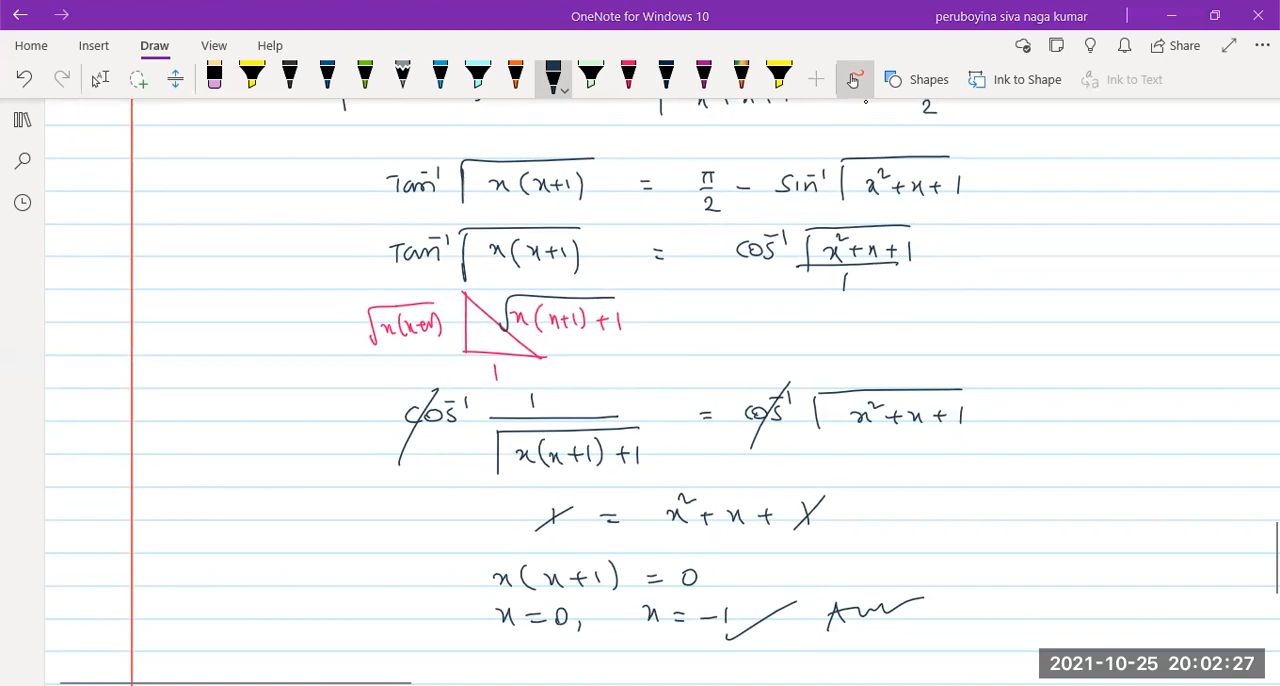 OneNote for Windows 10
peruboyina siva naga kumar
Home Insert Draw View Help
Share
Shapes Ink to Shape Ink to Text
2
Tan⁻¹ √x(x+1) = π/2 − Sin⁻¹ √x²+x+1
Tan⁻¹ √x(x+1) = cos⁻¹ √x²+x+1 / 1
√x(x+1) √x(x+1)+1
1
cos⁻¹ 1/√x(x+1)+1 = cos⁻¹ √x²+x+1
1 = x²+x+1
x(x+1) = 0
x=0, x=−1 Ans
2021-10-25 20:02:27